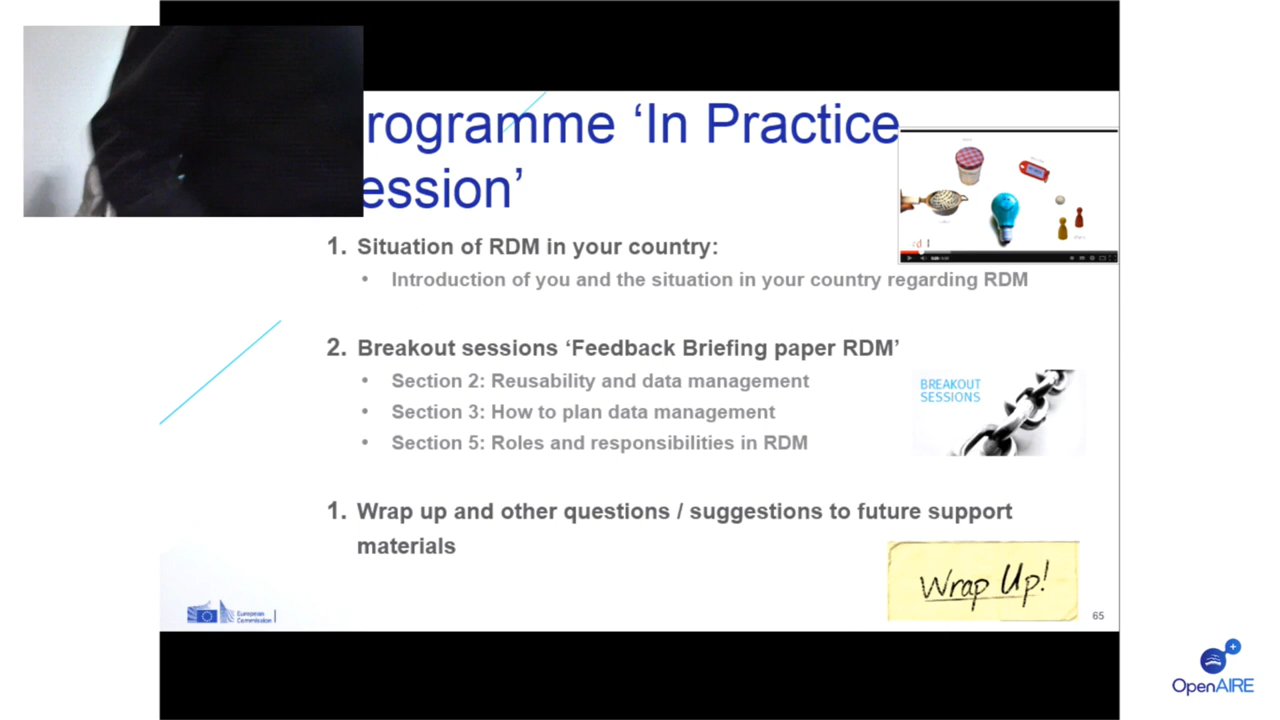 rogramme ‘In Practice
ession’
1. Situation of RDM in your country:
• Introduction of you and the situation in your country regarding RDM
2. Breakout sessions ‘Feedback Briefing paper RDM’
• Section 2: Reusability and data management
• Section 3: How to plan data management
• Section 5: Roles and responsibilities in RDM
BREAKOUT
SESSIONS
1. Wrap up and other questions / suggestions to future support
materials
Wrap Up!
European
Commission
65
OpenAIRE